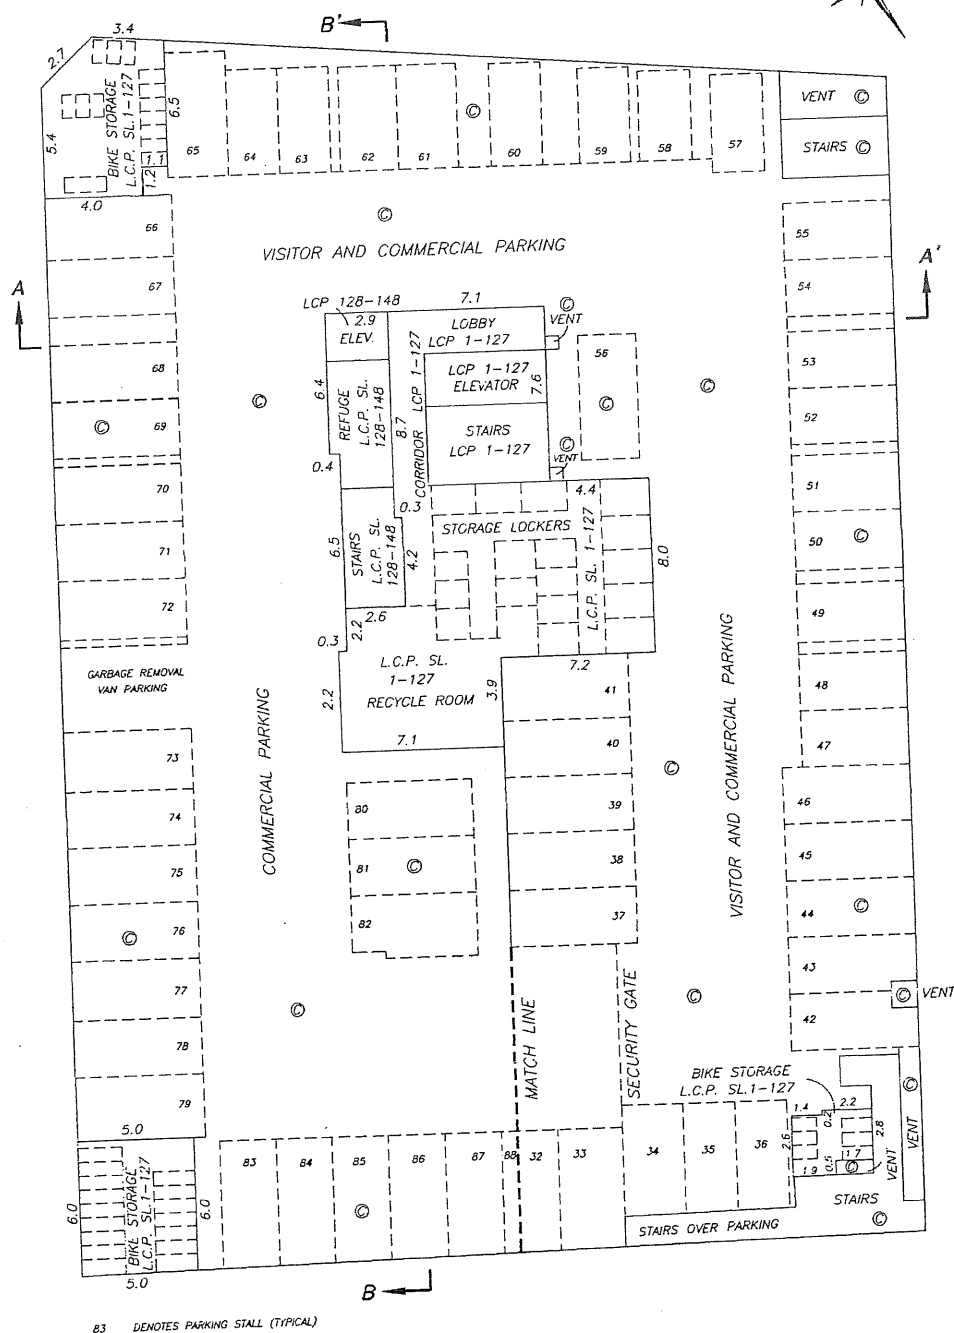 B'
3.4
2.7
5.4
BIKE STORAGE
L.C.P. SL.1-127
6.5
1.1
1.2
4.0
65
64
63
62
61
©
60
59
58
57
VENT ©
STAIRS ©
66
67
68
© 69
70
71
72
GARBAGE REMOVAL
VAN PARKING
73
74
75
76
©
77
78
79
A
A'
©
VISITOR AND COMMERCIAL PARKING
55
54
53
52
51
50 ©
49
48
47
46
45
44 ©
43
42
© VENT
LCP 128-148
2.9
ELEV.
7.1
LOBBY
LCP 1-127
©
VENT
LCP 1-127
ELEVATOR
7.6
STAIRS
LCP 1-127
©
VENT
56
©
©
©
6.4
REFUGE
L.C.P. SL.
128-148
8.7
CORRIDOR LCP 1-127
0.4
0.3
4.4
STORAGE LOCKERS
L.C.P. SL. 1-127
8.0
6.5
STAIRS
L.C.P. SL.
128-148
4.2
2.6
2.2
0.3
2.2
L.C.P. SL.
1-127
RECYCLE ROOM
3.9
7.2
7.1
41
40
39
38
37
COMMERCIAL PARKING
VISITOR AND COMMERCIAL PARKING
©
80
81 ©
82
©
©
MATCH LINE
SECURITY GATE
BIKE STORAGE
L.C.P. SL.1-127
1.4
0.2
2.2
2.6
2.8
1.9
0.5
1.7
©
VENT
©
VENT
STAIRS
©
5.0
6.0
BIKE STORAGE
L.C.P. SL.1-127
6.0
5.0
83
84
85
86
87
88
32
33
34
35
36
©
STAIRS OVER PARKING
B
83 DENOTES PARKING STALL (TYPICAL)